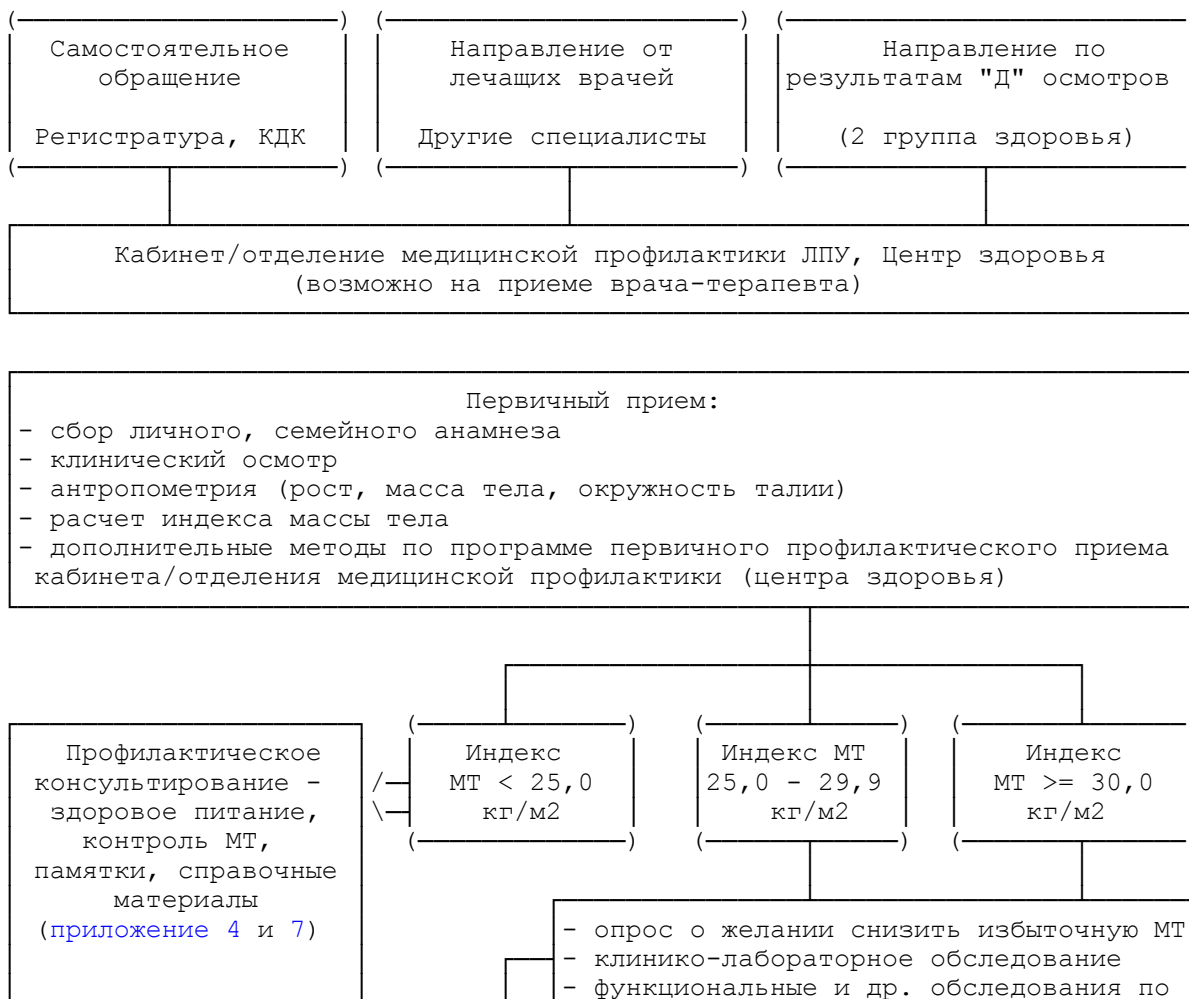 Самостоятельное
обращение
Регистратура, КДК
Направление от
лечащих врачей
Другие специалисты
Направление по
результатам "Д" осмотров
(2 группа здоровья)
Кабинет/отделение медицинской профилактики ЛПУ, Центр здоровья
(возможно на приеме врача-терапевта)
Первичный прием:
- сбор личного, семейного анамнеза
- клинический осмотр
- антропометрия (рост, масса тела, окружность талии)
- расчет индекса массы тела
- дополнительные методы по программе первичного профилактического приема
кабинета/отделения медицинской профилактики (центра здоровья)
Профилактическое
консультирование -
здоровое питание,
контроль МТ,
памятки, справочные
материалы
(приложение 4 и 7)
Индекс
МТ < 25,0
кг/м2
Индекс МТ
25,0 - 29,9
кг/м2
Индекс
МТ >= 30,0
кг/м2
- опрос о желании снизить избыточную МТ
- клинико-лабораторное обследование
- функциональные и др. обследования по